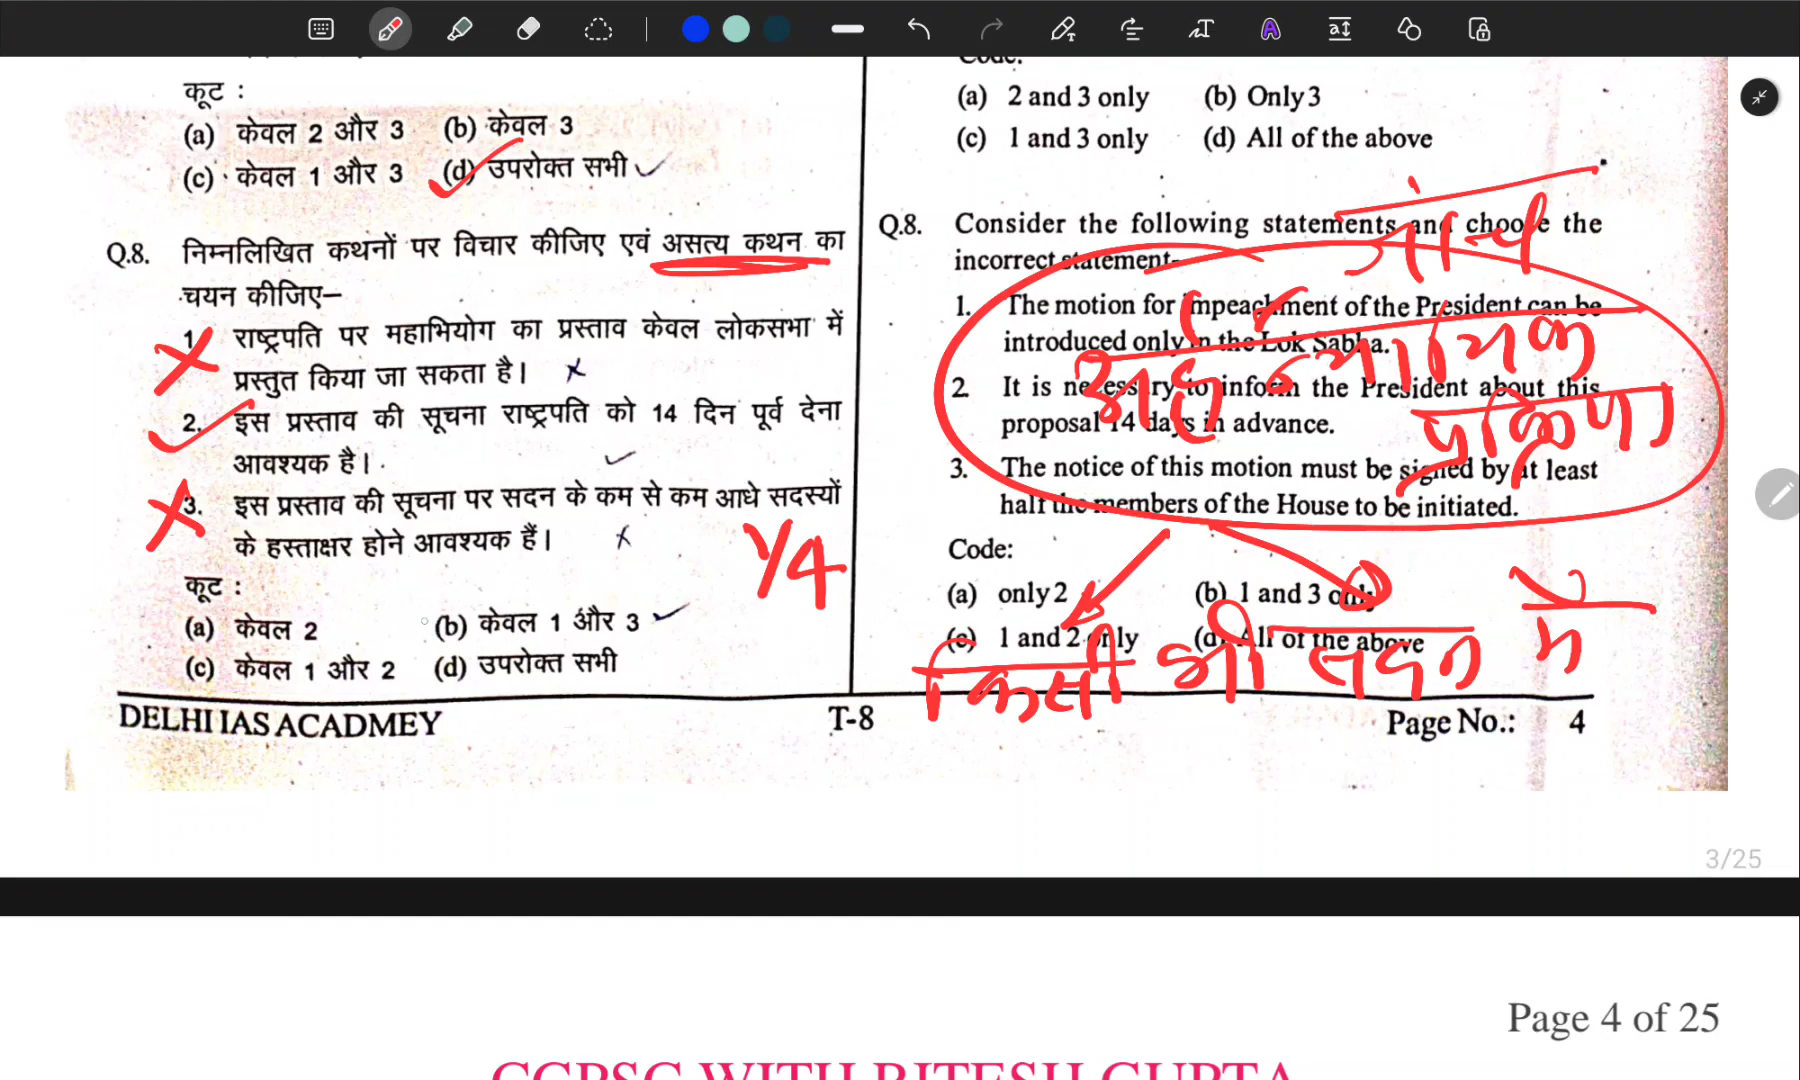 कूट :
(a) केवल 2 और 3 (b) केवल 3
(c) केवल 1 और 3 (d) उपरोक्त सभी
Q.8. निम्नलिखित कथनों पर विचार कीजिए एवं असत्य कथन का
चयन कीजिए–
1. राष्ट्रपति पर महाभियोग का प्रस्ताव केवल लोकसभा में
प्रस्तुत किया जा सकता है।
2. इस प्रस्ताव की सूचना राष्ट्रपति को 14 दिन पूर्व देना
आवश्यक है।
3. इस प्रस्ताव की सूचना पर सदन के कम से कम आधे सदस्यों
के हस्ताक्षर होने आवश्यक हैं।
1/4
कूट :
(a) केवल 2 (b) केवल 1 और 3
(c) केवल 1 और 2 (d) उपरोक्त सभी
Code:
(a) 2 and 3 only (b) Only 3
(c) 1 and 3 only (d) All of the above
Q.8. Consider the following statements and choose the
incorrect statement-
जांच
1. The motion for impeachment of the President can be
introduced only in the Lok Sabha.
अर्द्ध न्यायिक
2. It is necessary to inform the President about this
proposal 14 days in advance.
प्रक्रिया
3. The notice of this motion must be signed by at least
half the members of the House to be initiated.
Code:
(a) only 2 (b) 1 and 3 only
(c) 1 and 2 only (d) All of the above
किसी भी सदन में
DELHI IAS ACADMEY T-8 Page No.: 4
3/25
Page 4 of 25
CGPSC WITH RITESH GUPTA